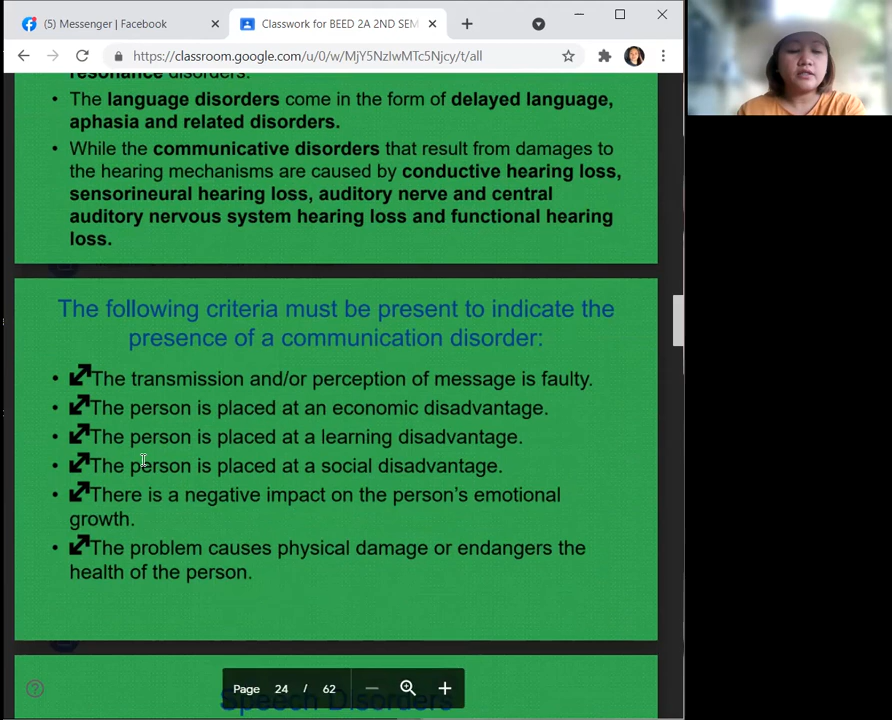 (5) Messenger | Facebook
Classwork for BEED 2A 2ND SEM
https://classroom.google.com/u/0/w/MjY5NzIwMTc5Njcy/t/all
resonance disorders.
• The language disorders come in the form of delayed language,
aphasia and related disorders.
• While the communicative disorders that result from damages to
the hearing mechanisms are caused by conductive hearing loss,
sensorineural hearing loss, auditory nerve and central
auditory nervous system hearing loss and functional hearing
loss.
The following criteria must be present to indicate the
presence of a communication disorder:
• The transmission and/or perception of message is faulty.
• The person is placed at an economic disadvantage.
• The person is placed at a learning disadvantage.
• The person is placed at a social disadvantage.
• There is a negative impact on the person's emotional
growth.
• The problem causes physical damage or endangers the
health of the person.
Speech Disorders
Page 24 / 62